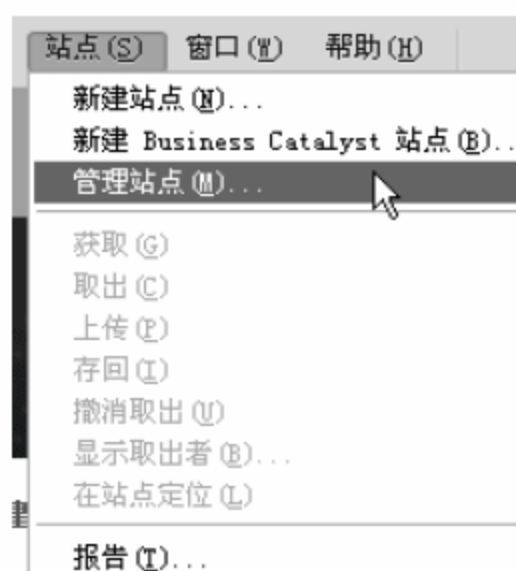 站点(S) 窗口(W) 帮助(H)
新建站点(N)...
新建 Business Catalyst 站点(B)..
管理站点(M)...
获取(G)
取出(C)
上传(P)
存回(I)
撤消取出(U)
显示取出者(B)...
在站点定位(L)
报告(T)...